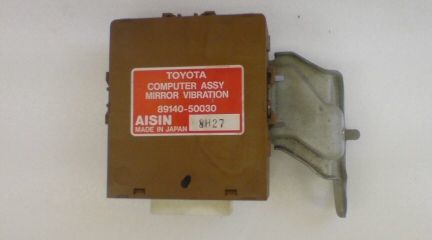 TOYOTA
COMPUTER ASSY
MIRROR VIBRATION
89140-50030
AISIN
MADE IN JAPAN 8H27